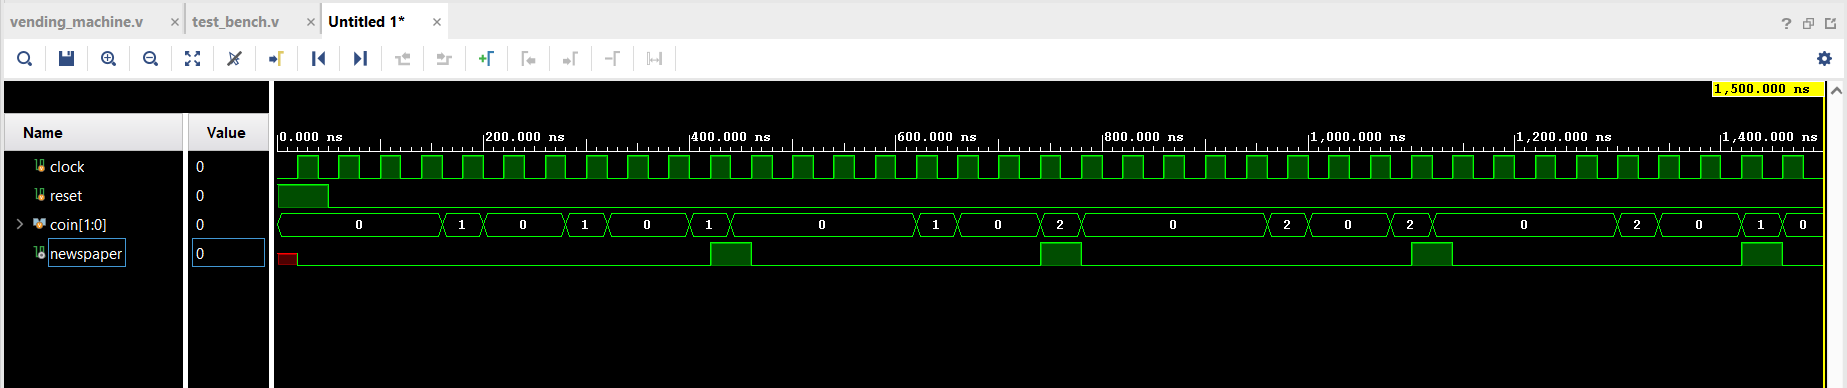 vending_machine.v × test_bench.v × Untitled 1* ×
?
1,500.000 ns
Name Value
0.000 ns 200.000 ns 400.000 ns 600.000 ns 800.000 ns 1,000.000 ns 1,200.000 ns 1,400.000 ns
clock 0
reset 0
coin[1:0] 0 0 1 0 1 0 1 0 1 0 2 0 2 0 2 0 2 0 1 0
newspaper 0